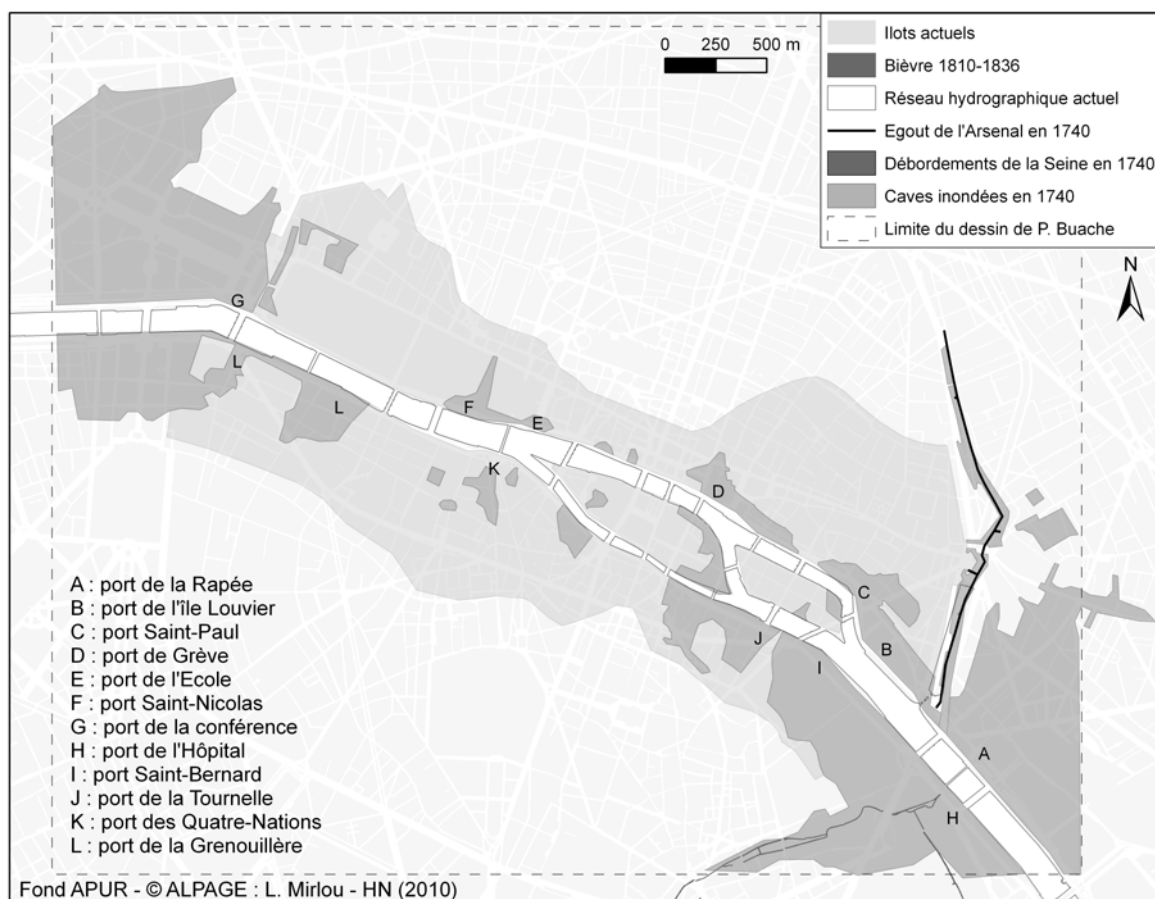 0 250 500 m
Ilots actuels
Bièvre 1810-1836
Réseau hydrographique actuel
Egout de l'Arsenal en 1740
Débordements de la Seine en 1740
Caves inondées en 1740
Limite du dessin de P. Buache
N
G
L
L
F
E
K
D
C
J
B
I
A
H
A : port de la Rapée
B : port de l'île Louvier
C : port Saint-Paul
D : port de Grève
E : port de l'Ecole
F : port Saint-Nicolas
G : port de la conférence
H : port de l'Hôpital
I : port Saint-Bernard
J : port de la Tournelle
K : port des Quatre-Nations
L : port de la Grenouillère
Fond APUR - © ALPAGE : L. Mirlou - HN (2010)